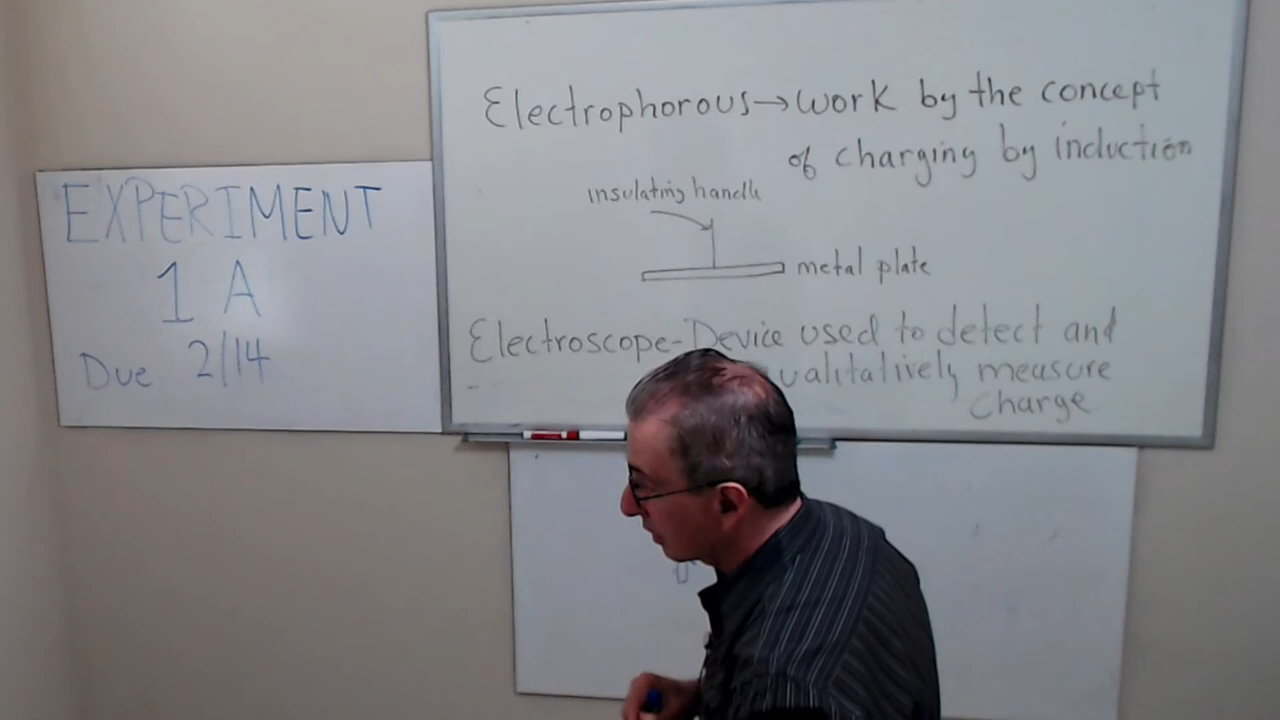 EXPERIMENT
1 A
Due 2/14
Electrophorous→work by the concept
of charging by induction
insulating handle
metal plate
Electroscope-Device used to detect and
ualitatively measure
Charge